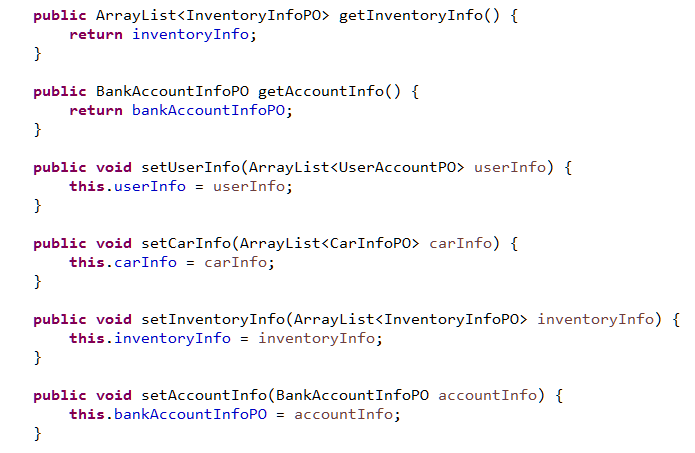 public ArrayList<InventoryInfoPO> getInventoryInfo() {
    return inventoryInfo;
}

public BankAccountInfoPO getAccountInfo() {
    return bankAccountInfoPO;
}

public void setUserInfo(ArrayList<UserAccountPO> userInfo) {
    this.userInfo = userInfo;
}

public void setCarInfo(ArrayList<CarInfoPO> carInfo) {
    this.carInfo = carInfo;
}

public void setInventoryInfo(ArrayList<InventoryInfoPO> inventoryInfo) {
    this.inventoryInfo = inventoryInfo;
}

public void setAccountInfo(BankAccountInfoPO accountInfo) {
    this.bankAccountInfoPO = accountInfo;
}